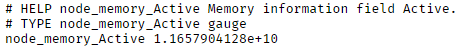 # HELP node_memory_Active Memory information field Active.
# TYPE node_memory_Active gauge
node_memory_Active 1.1657904128e+10